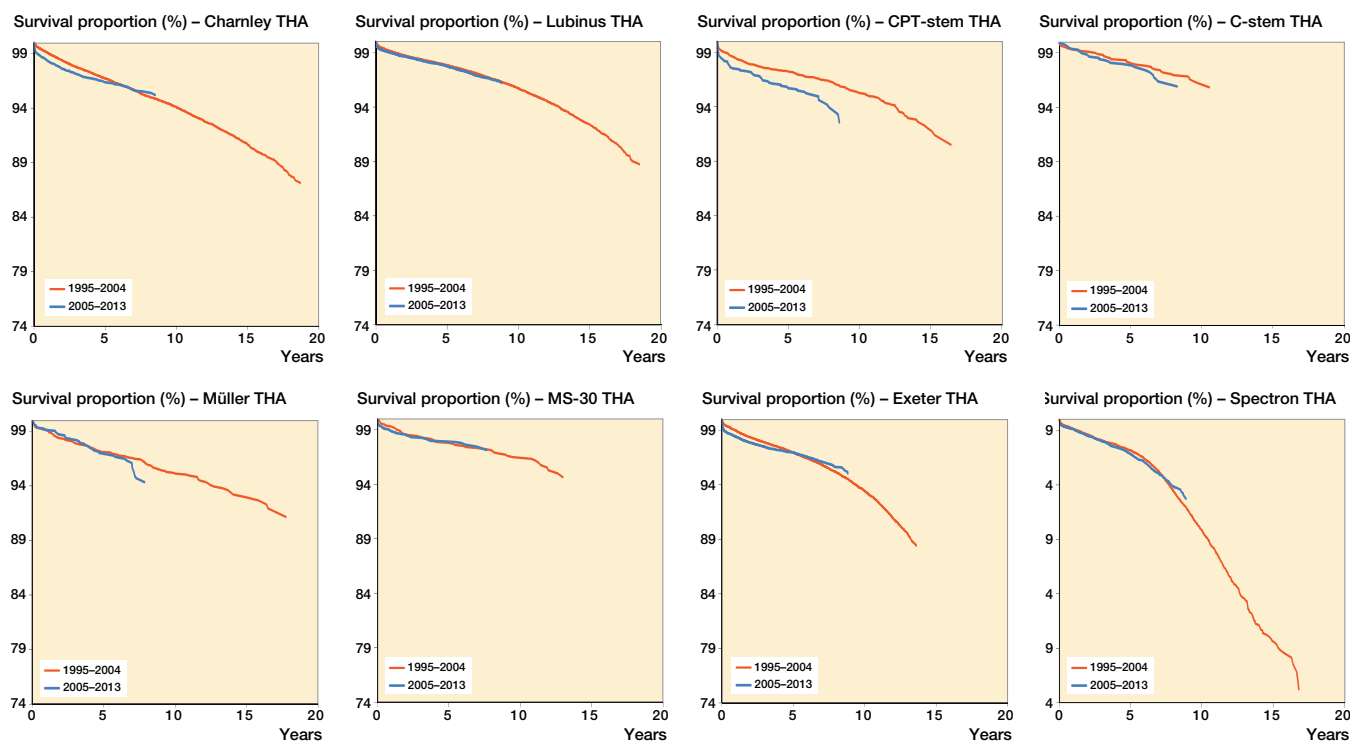 Survival proportion (%) – Charnley THA
99
94
89
84
79
74
1995–2004
2005–2013
0 5 10 15 20
Years
Survival proportion (%) – Lubinus THA
99
94
89
84
79
74
1995–2004
2005–2013
0 5 10 15 20
Years
Survival proportion (%) – CPT-stem THA
99
94
89
84
79
74
1995–2004
2005–2013
0 5 10 15 20
Years
Survival proportion (%) – C-stem THA
99
94
89
84
79
74
1995–2004
2005–2013
0 5 10 15 20
Years
Survival proportion (%) – Müller THA
99
94
89
84
79
74
1995–2004
2005–2013
0 5 10 15 20
Years
Survival proportion (%) – MS-30 THA
99
94
89
84
79
74
1995–2004
2005–2013
0 5 10 15 20
Years
Survival proportion (%) – Exeter THA
99
94
89
84
79
74
1995–2004
2005–2013
0 5 10 15 20
Years
urvival proportion (%) – Spectron THA
9
4
9
4
9
4
1995–2004
2005–2013
0 5 10 15 20
Years